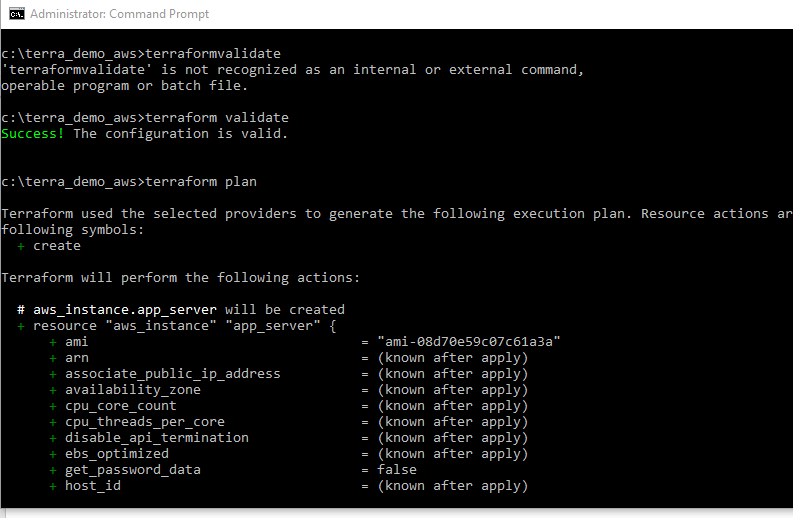 Administrator: Command Prompt
c:\terra_demo_aws>terraformvalidate
'terraformvalidate' is not recognized as an internal or external command,
operable program or batch file.
c:\terra_demo_aws>terraform validate
Success! The configuration is valid.
c:\terra_demo_aws>terraform plan
Terraform used the selected providers to generate the following execution plan. Resource actions ar
following symbols:
+ create
Terraform will perform the following actions:
# aws_instance.app_server will be created
+ resource "aws_instance" "app_server" {
+ ami = "ami-08d70e59c07c61a3a"
+ arn = (known after apply)
+ associate_public_ip_address = (known after apply)
+ availability_zone = (known after apply)
+ cpu_core_count = (known after apply)
+ cpu_threads_per_core = (known after apply)
+ disable_api_termination = (known after apply)
+ ebs_optimized = (known after apply)
+ get_password_data = false
+ host_id = (known after apply)